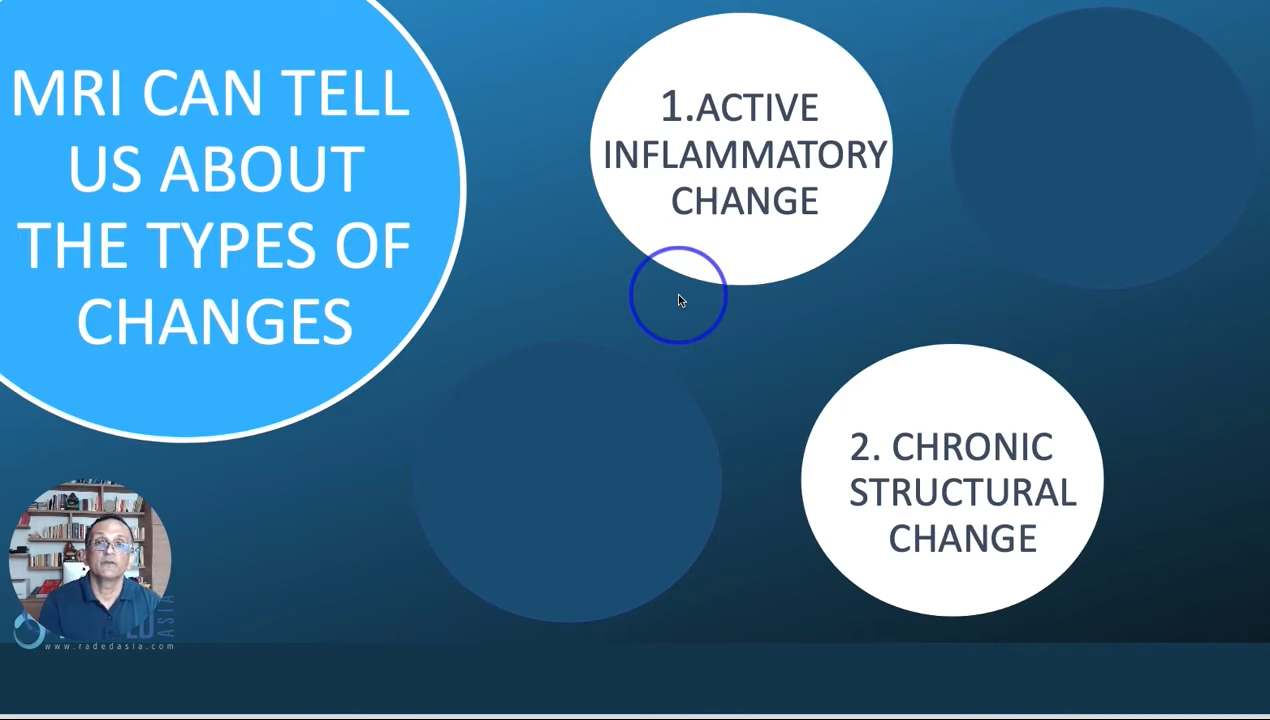 MRI CAN TELL
US ABOUT
THE TYPES OF
CHANGES
1.ACTIVE
INFLAMMATORY
CHANGE
2. CHRONIC
STRUCTURAL
CHANGE
ASIA
www.radedasia.com